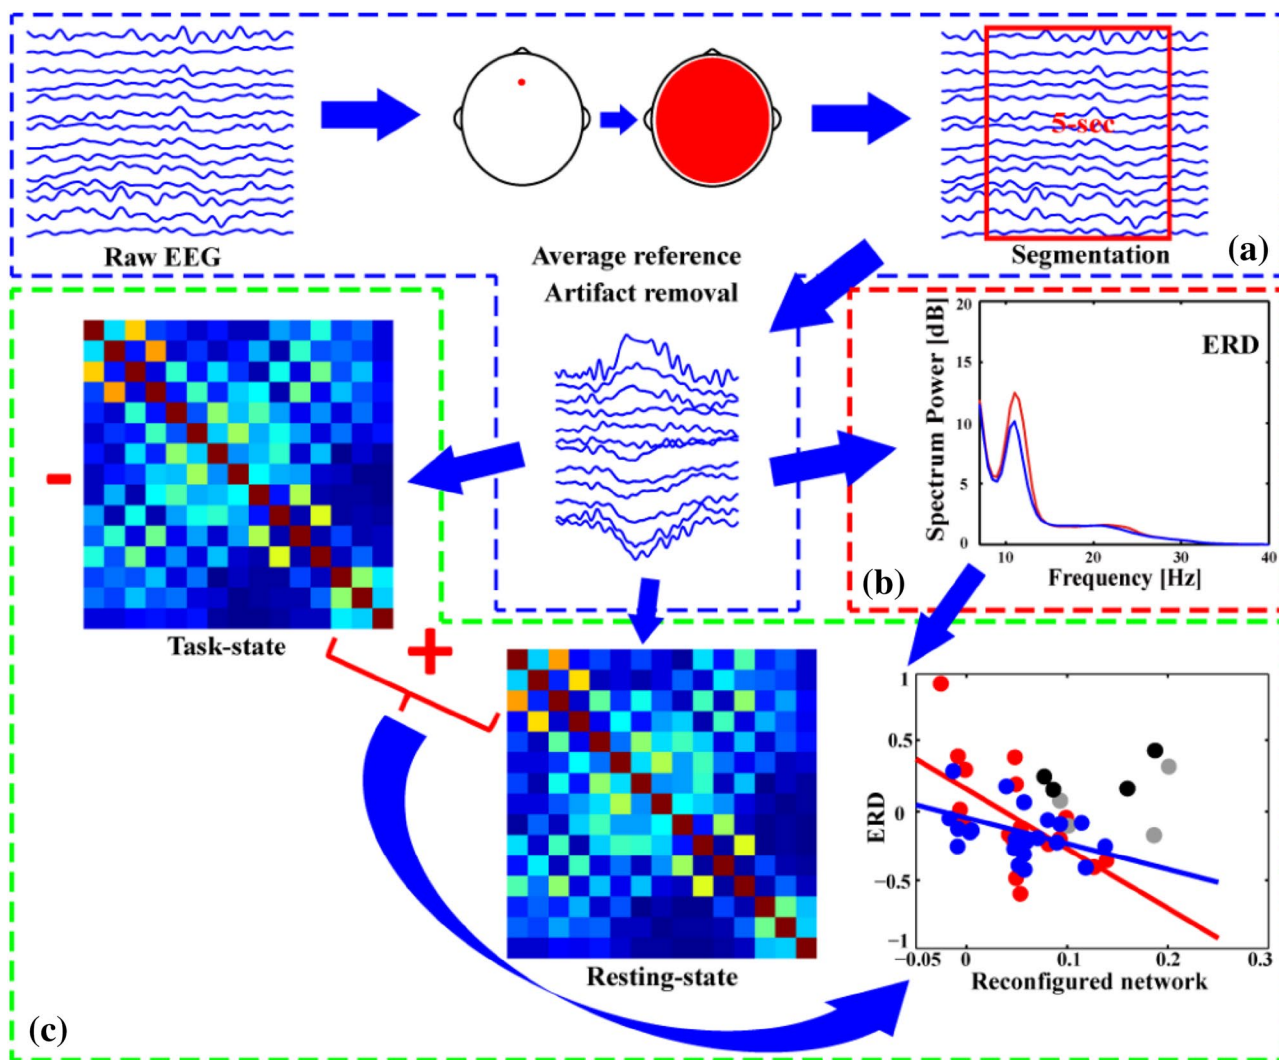 5-sec
Raw EEG
Average reference
Artifact removal
Segmentation
(a)
Spectrum Power [dB]
20
15
10
5
0
ERD
10
20
30
40
Frequency [Hz]
(b)
-
Task-state
+
Resting-state
ERD
1
0.5
0
−0.5
−1
−0.05
0
0.1
0.2
0.3
Reconfigured network
(c)